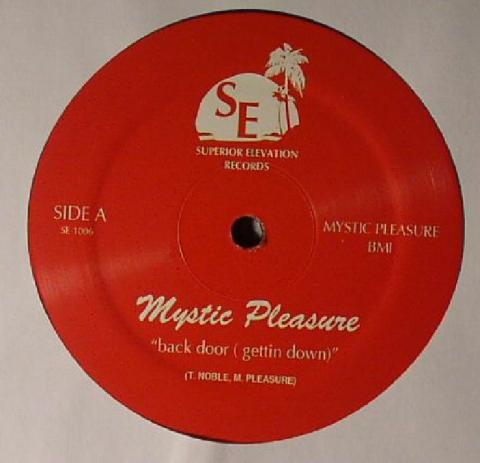 SE
SUPERIOR ELEVATION
RECORDS
SIDE A
SE-1006
MYSTIC PLEASURE
BMI
Mystic Pleasure
"back door ( gettin down)"
(T. NOBLE, M. PLEASURE)